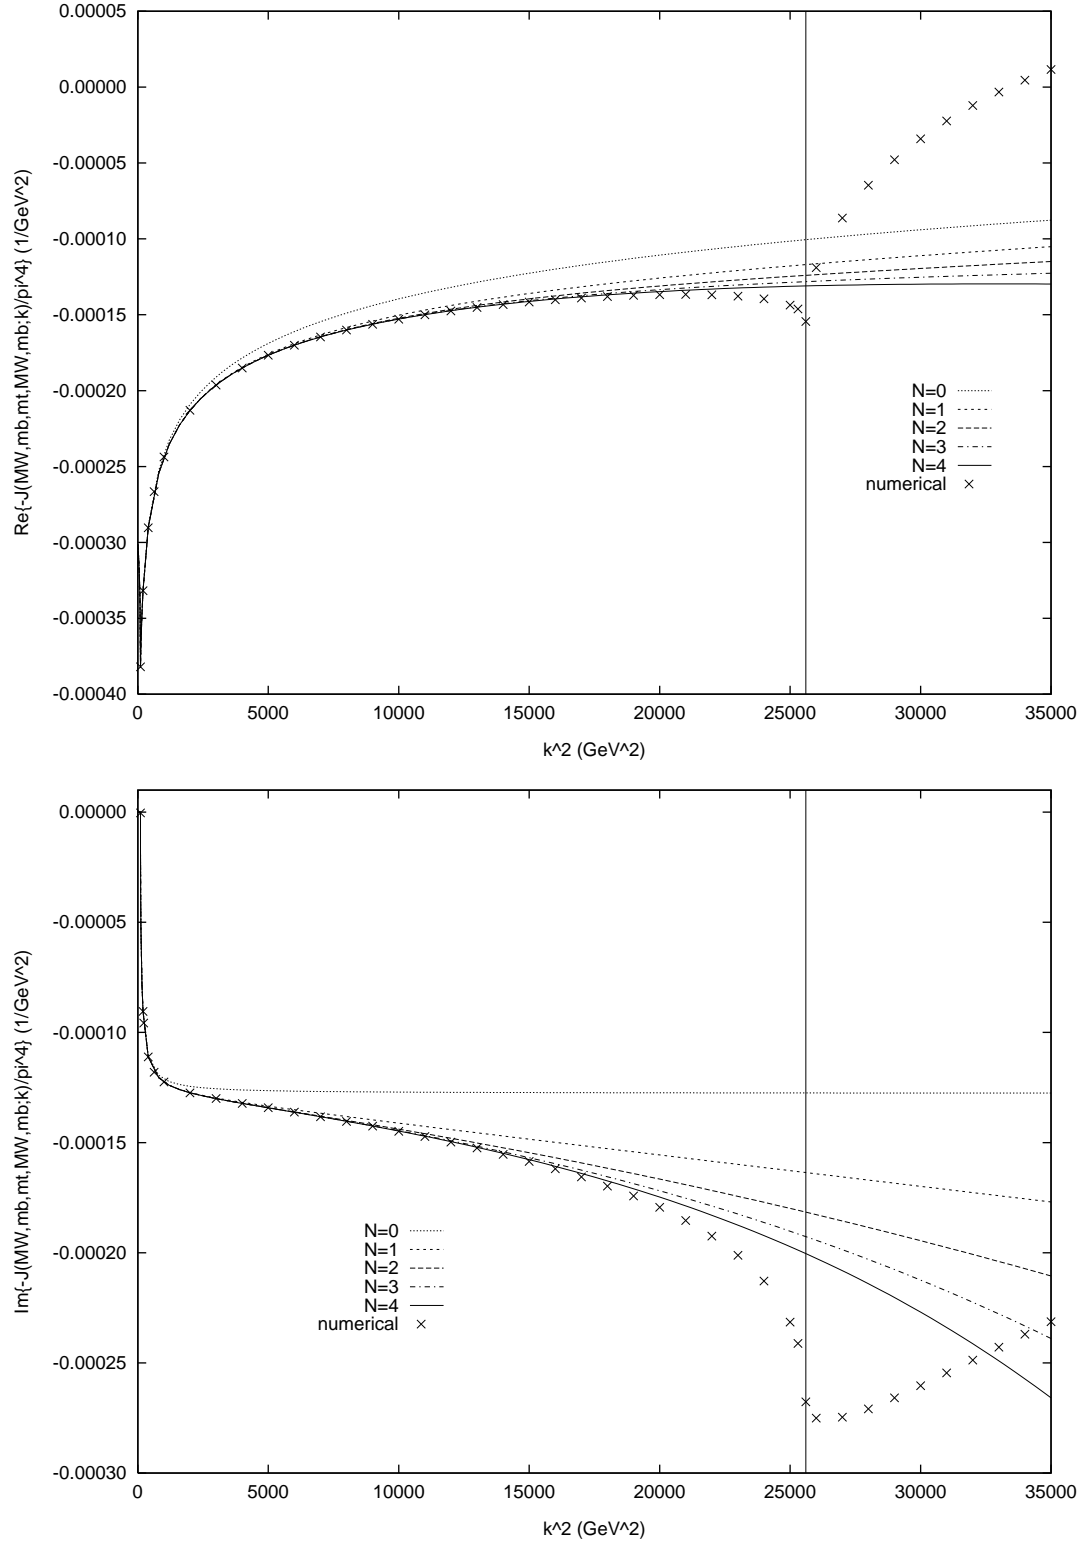 0.00005
0.00000
-0.00005
-0.00010
-0.00015
-0.00020
-0.00025
-0.00030
-0.00035
-0.00040
Re{-J(MW,mb,mt,MW,mb;k)/pi^4} (1/GeV^2)
N=0
N=1
N=2
N=3
N=4
numerical
0 5000 10000 15000 20000 25000 30000 35000
k^2 (GeV^2)
0.00000
-0.00005
-0.00010
-0.00015
-0.00020
-0.00025
-0.00030
Im{-J(MW,mb,mt,MW,mb;k)/pi^4} (1/GeV^2)
N=0
N=1
N=2
N=3
N=4
numerical
0 5000 10000 15000 20000 25000 30000 35000
k^2 (GeV^2)